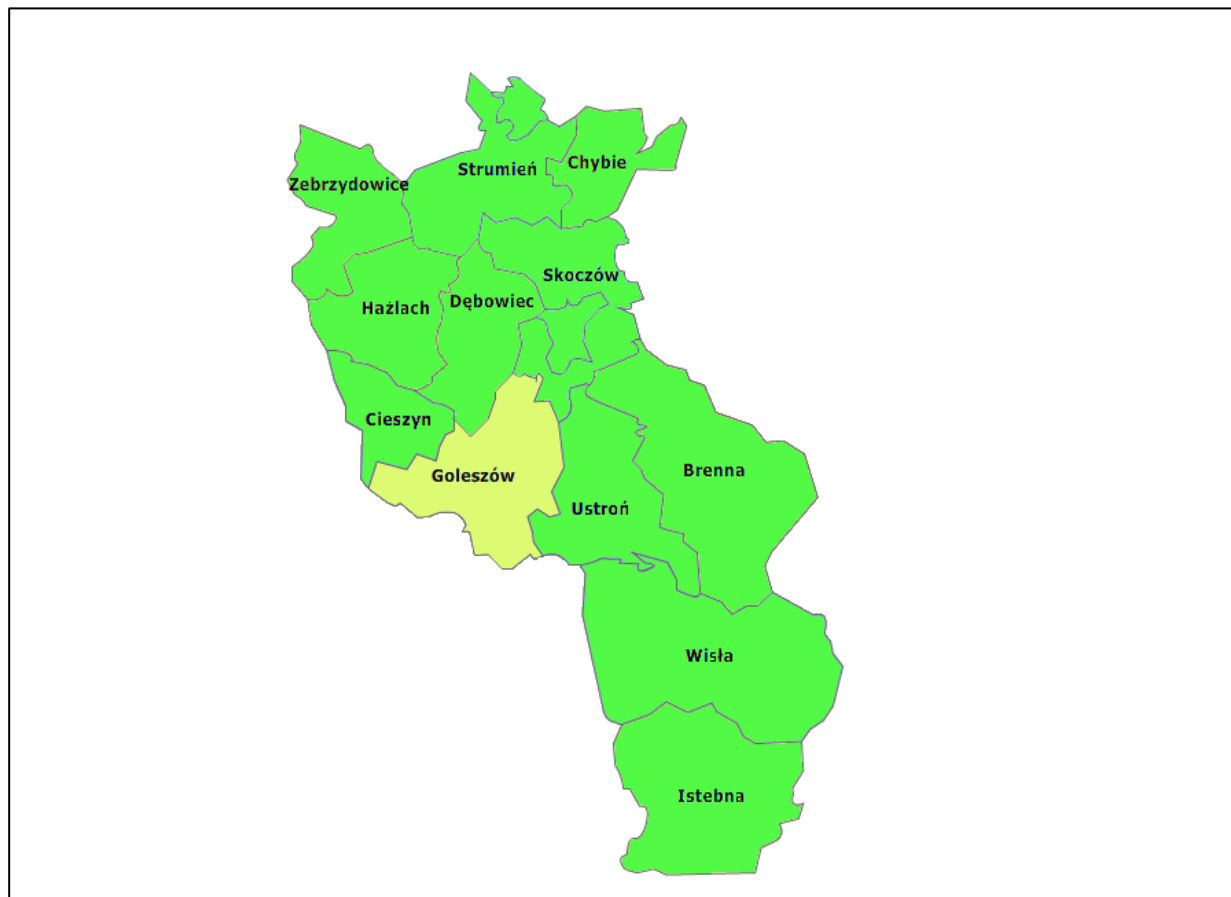 Chybie
Strumień
Zebrzydowice
Skoczów
Dębowiec
Hażlach
Cieszyn
Brenna
Goleszów
Ustroń
Wisła
Istebna